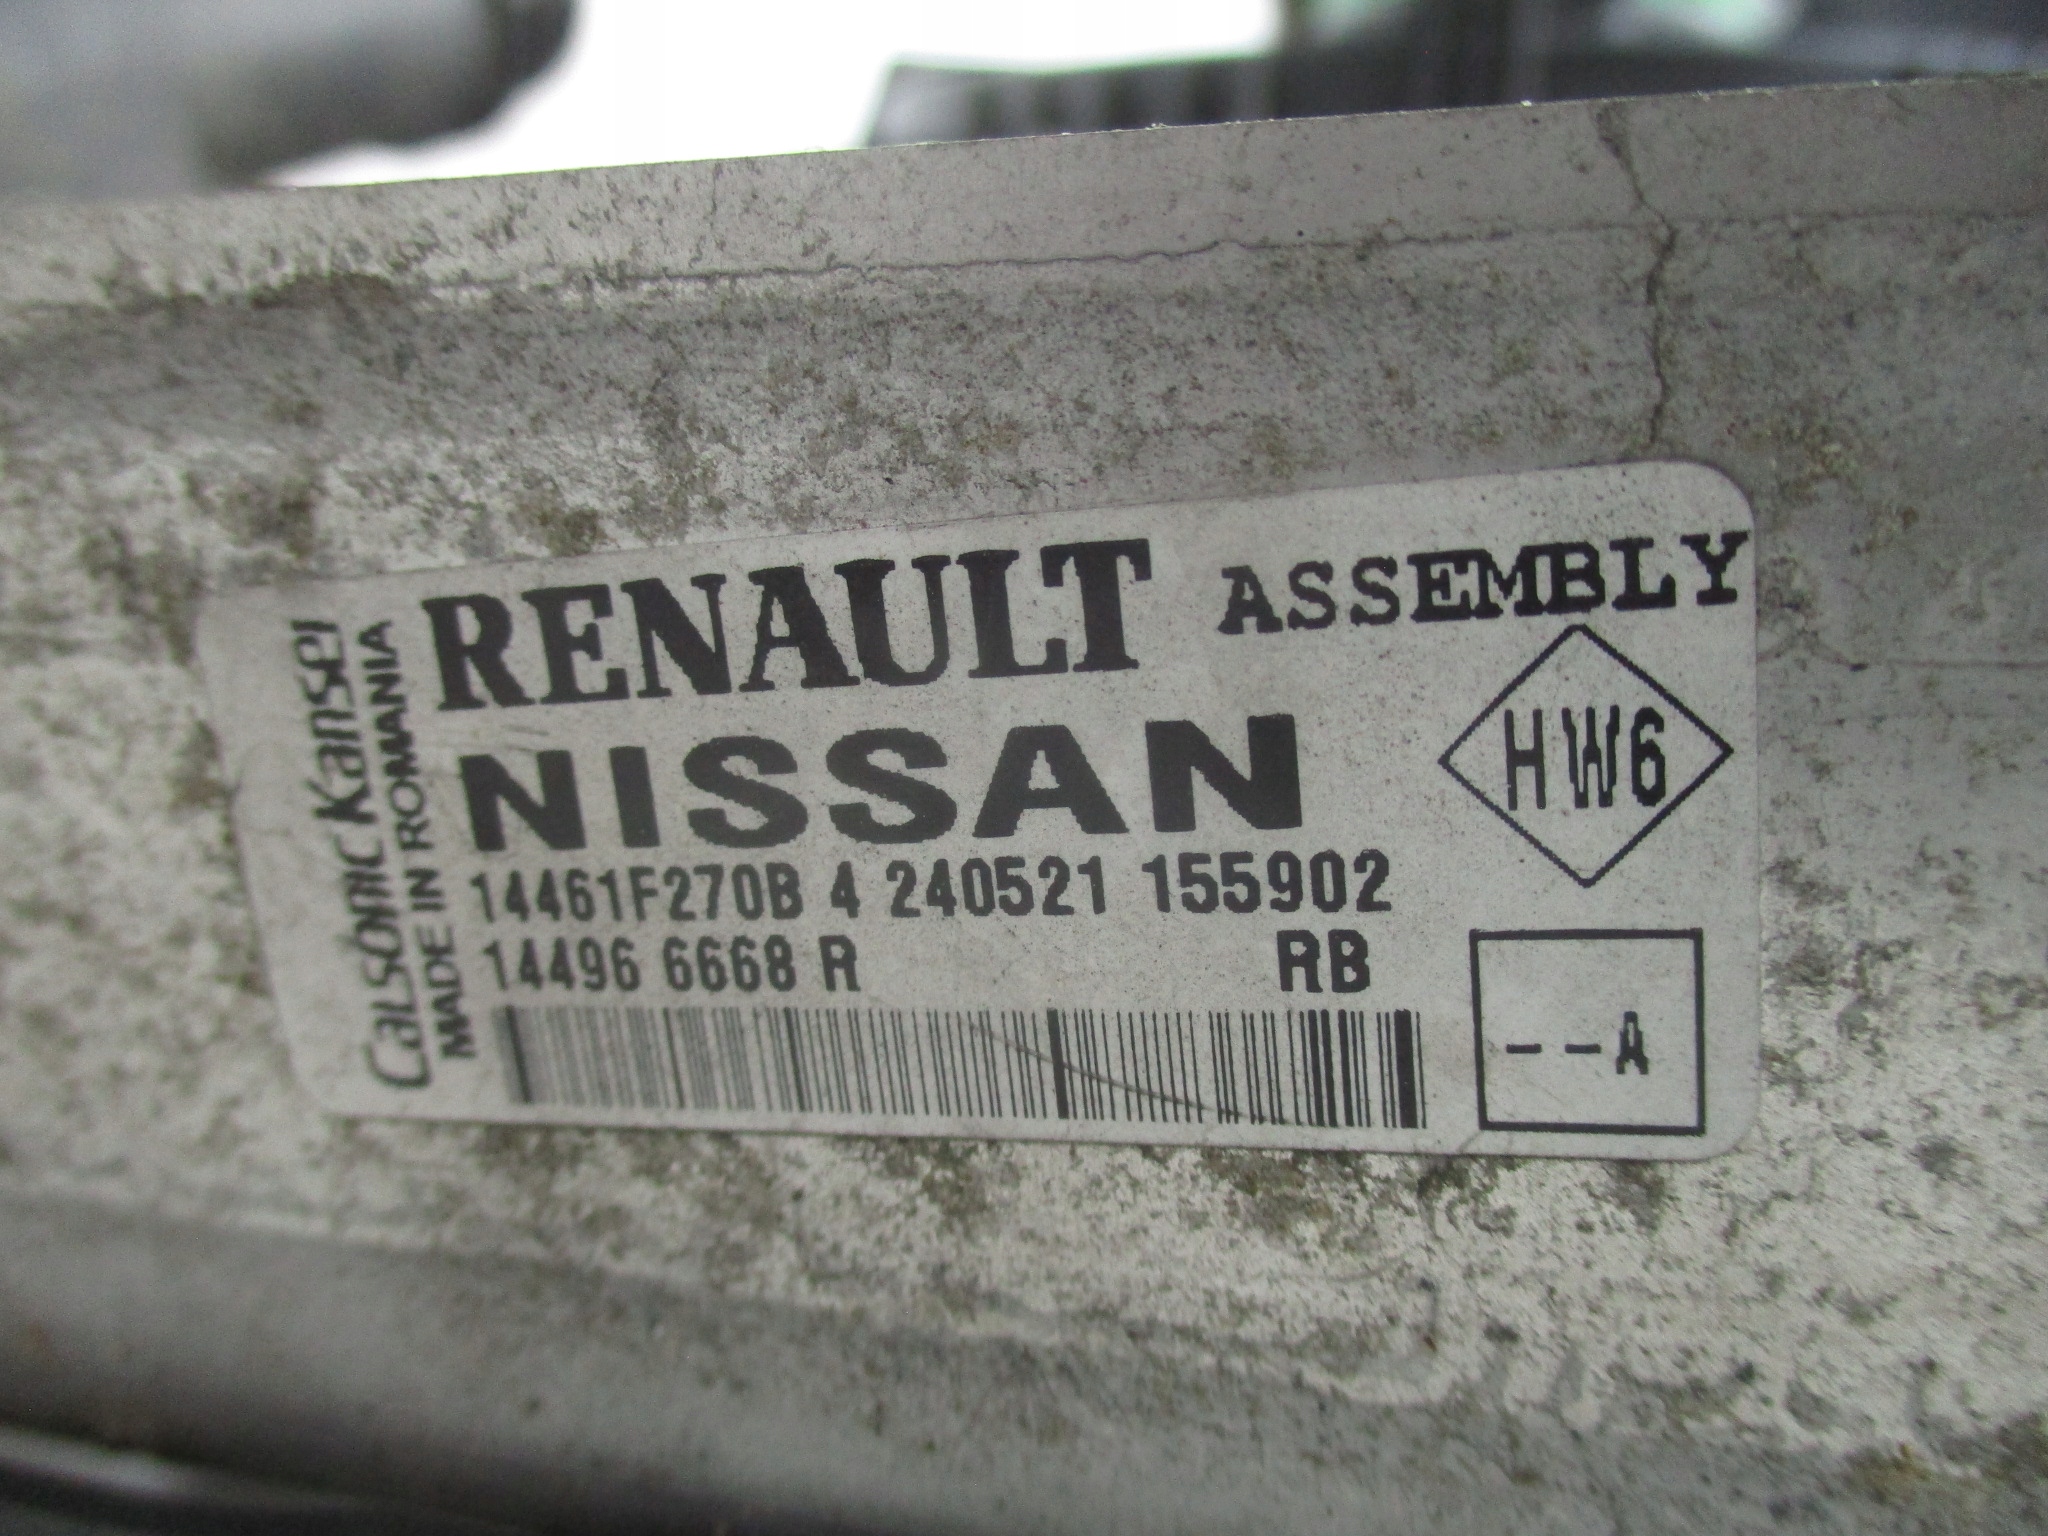 RENAULT ASSEMBLY
NISSAN
HW6
14461F270B 4 240521 155902
14496 6668 R RB
--A
Calsonic Kansei
MADE IN ROMANIA